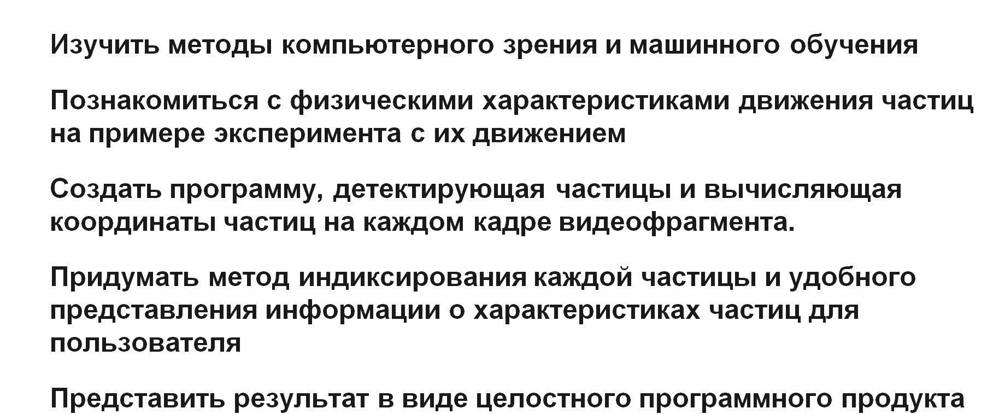 Изучить методы компьютерного зрения и машинного обучения
Познакомиться с физическими характеристиками движения частиц
на примере эксперимента с их движением
Создать программу, детектирующая частицы и вычисляющая
координаты частиц на каждом кадре видеофрагмента.
Придумать метод индиксирования каждой частицы и удобного
представления информации о характеристиках частиц для
пользователя
Представить результат в виде целостного программного продукта